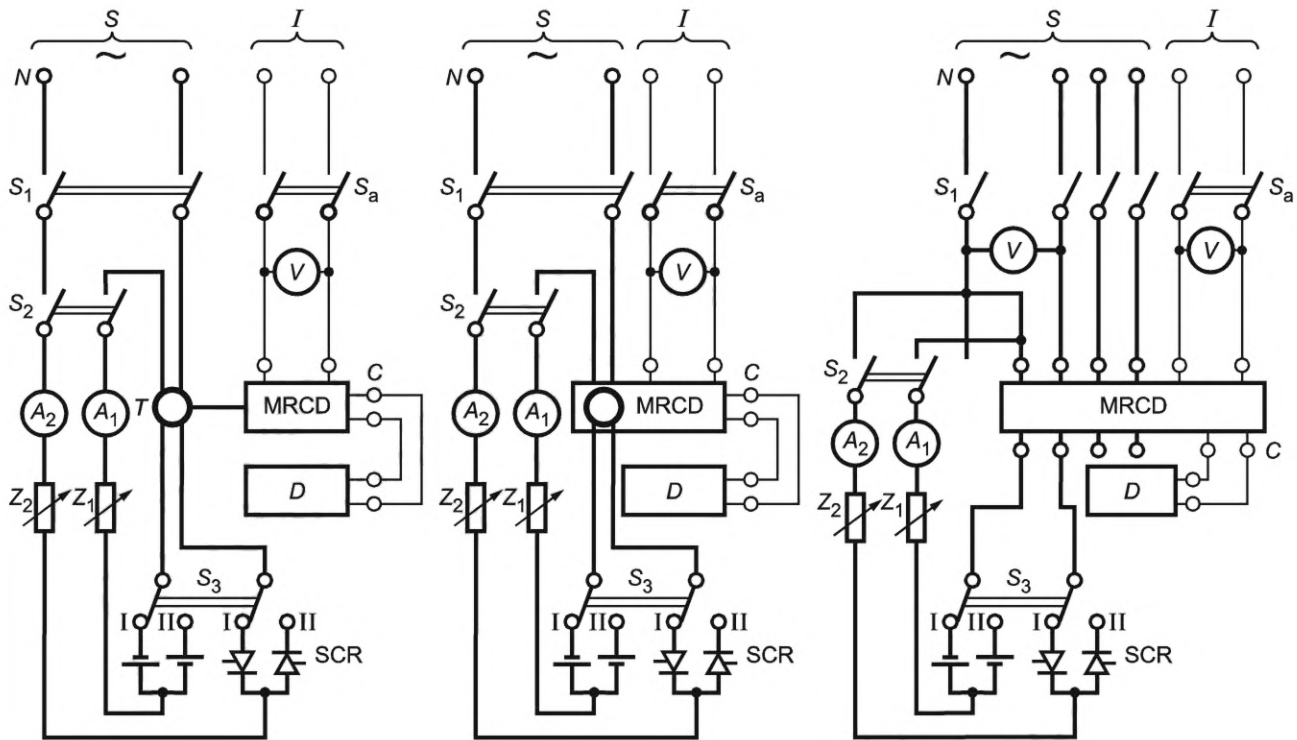 S I S I S I
~ ~ ~
N N N
S1 Sa S1 Sa S1 Sa
V V V V
S2 S2
C C
A2 A1 T MRCD A2 A1 MRCD S2 MRCD
A2 A1 C
Z2 Z1 D Z2 Z1 D Z2 Z1 D
S3 S3 S3
I II I II I II I II I II I II
SCR SCR SCR